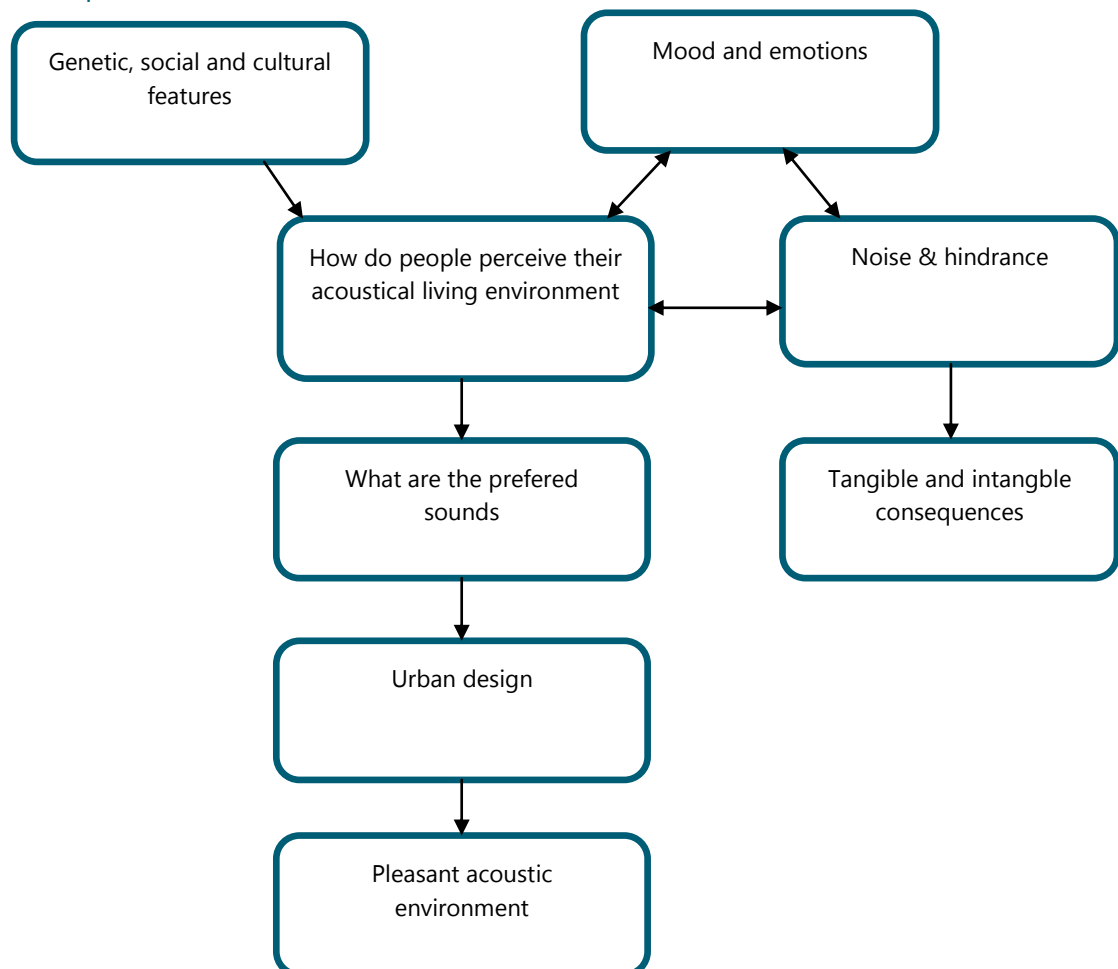 Genetic, social and cultural
features
Mood and emotions
How do people perceive their
acoustical living environment
Noise & hindrance
What are the prefered
sounds
Tangible and intangble
consequences
Urban design
Pleasant acoustic
environment